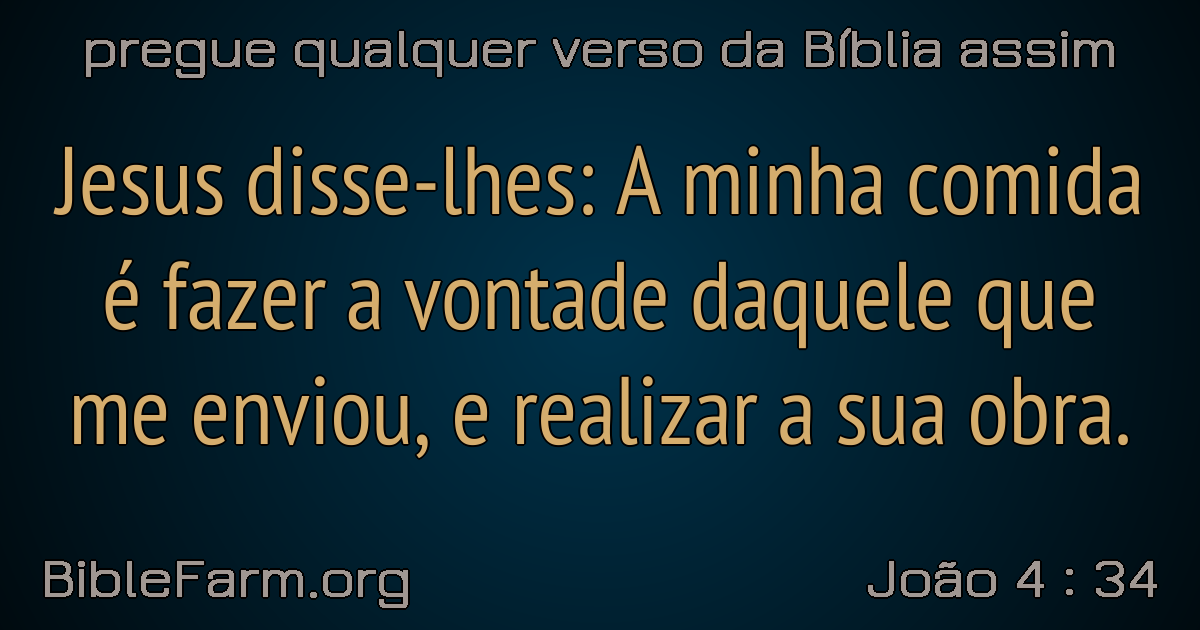 pregue qualquer verso da Bíblia assim
Jesus disse-lhes: A minha comida
é fazer a vontade daquele que
me enviou, e realizar a sua obra.
BibleFarm.org
João 4 : 34